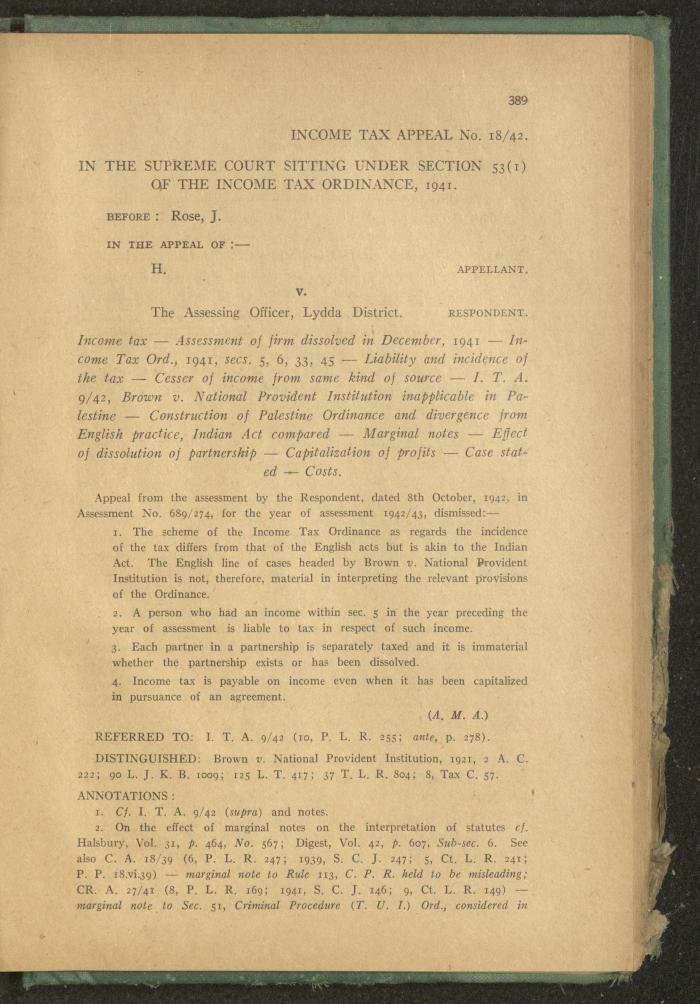 389
INCOME TAX APPEAL No. 18/42.
IN THE SUPREME COURT SITTING UNDER SECTION 53(1)
OF THE INCOME TAX ORDINANCE, 1941.
BEFORE : Rose, J.
IN THE APPEAL OF :—
H. APPELLANT.
v.
The Assessing Officer, Lydda District. RESPONDENT.
Income tax — Assessment of firm dissolved in December, 1941 — In-
come Tax Ord., 1941, secs. 5, 6, 33, 45 — Liability and incidence of
the tax — Cesser of income from same kind of source — I. T. A.
9/42, Brown v. National Provident Institution inapplicable in Pa-
lestine — Construction of Palestine Ordinance and divergence from
English practice, Indian Act compared — Marginal notes — Effect
of dissolution of partnership — Capitalization of profits — Case stat-
ed — Costs.
Appeal from the assessment by the Respondent, dated 8th October, 1942, in
Assessment No. 689/274, for the year of assessment 1942/43, dismissed:—
1. The scheme of the Income Tax Ordinance as regards the incidence
of the tax differs from that of the English acts but is akin to the Indian
Act. The English line of cases headed by Brown v. National Provident
Institution is not, therefore, material in interpreting the relevant provisions
of the Ordinance.
2. A person who had an income within sec. 5 in the year preceding the
year of assessment is liable to tax in respect of such income.
3. Each partner in a partnership is separately taxed and it is immaterial
whether the partnership exists or has been dissolved.
4. Income tax is payable on income even when it has been capitalized
in pursuance of an agreement.
(A. M. A.)
REFERRED TO: I. T. A. 9/42 (10, P. L. R. 255; ante, p. 278).
DISTINGUISHED: Brown v. National Provident Institution, 1921, 2 A. C.
222; 90 L. J. K. B. 1009; 125 L. T. 417; 37 T. L. R. 804; 8, Tax C. 57.
ANNOTATIONS :
1. Cf. I. T. A. 9/42 (supra) and notes.
2. On the effect of marginal notes on the interpretation of statutes cf.
Halsbury, Vol. 31, p. 464, No. 567; Digest, Vol. 42, p. 607, Sub-sec. 6. See
also C. A. 18/39 (6, P. L. R. 247; 1939, S. C. J. 247; 5, Ct. L. R. 241;
P. P. 18.vi.39) — marginal note to Rule 113, C. P. R. held to be misleading;
CR. A. 27/41 (8, P. L. R. 169; 1941, S. C. J. 146; 9, Ct. L. R. 149) —
marginal note to Sec. 51, Criminal Procedure (T. U. I.) Ord., considered in